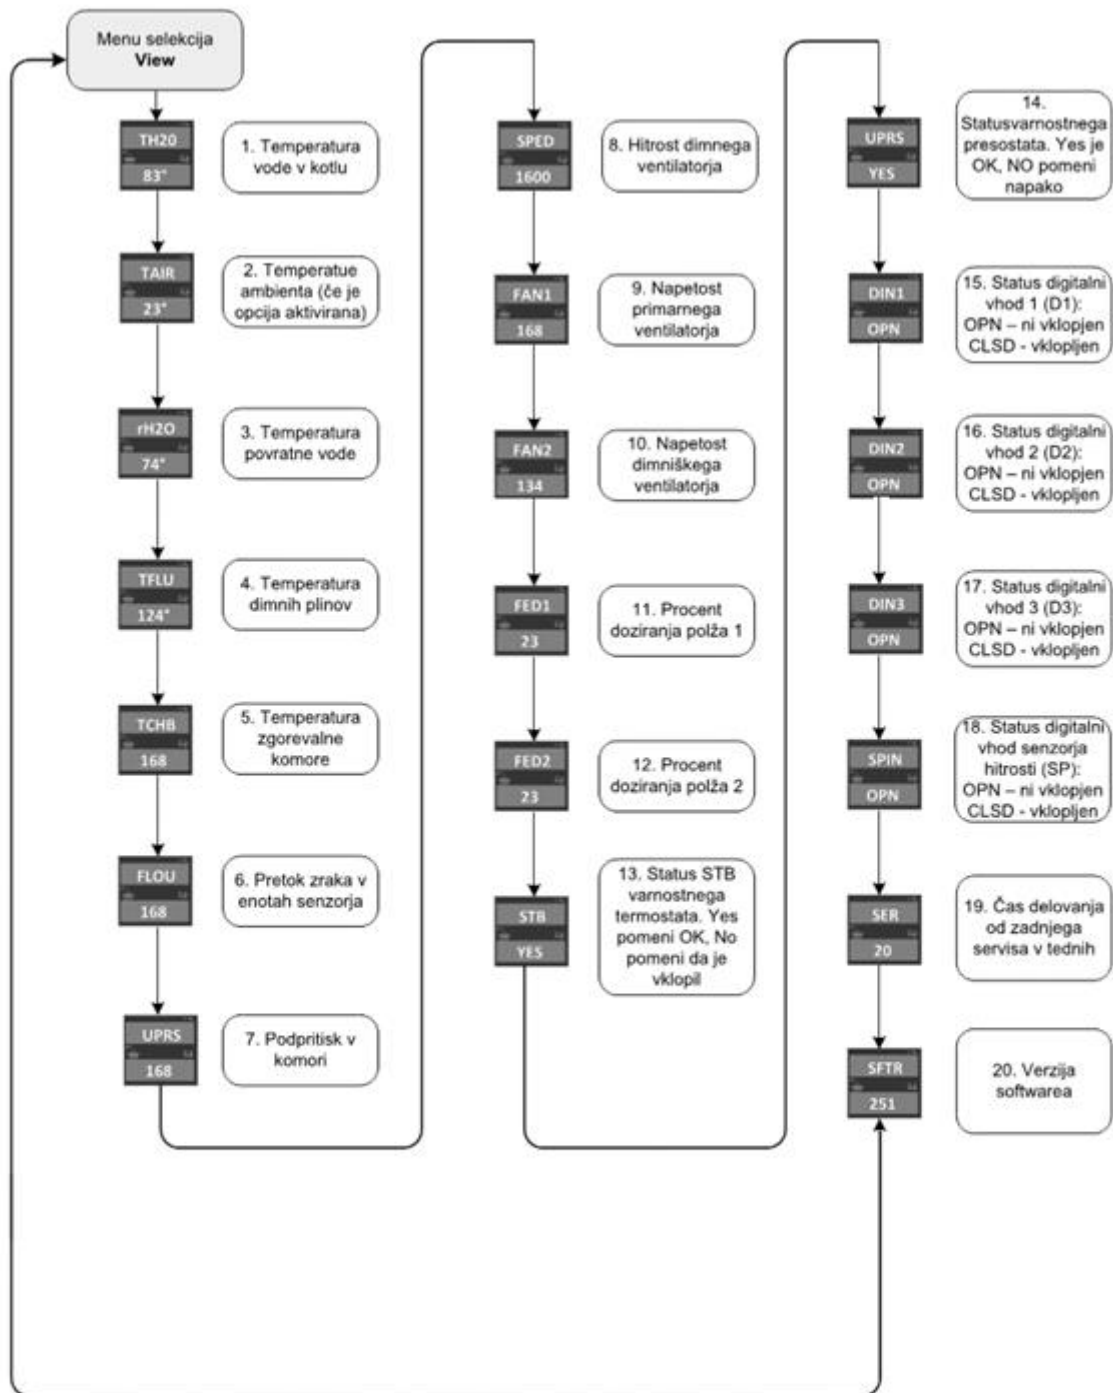 Menu selekcija
View
TH20
83°
1. Temperatura
vode v kotlu
TAIR
23°
2. Temperatue
ambienta (če je
opcija aktivirana)
rH2O
74°
3. Temperatura
povratne vode
TFLU
124°
4. Temperatura
dimnih plinov
TCHB
168
5. Temperatura
zgorevalne
komore
FLOU
168
6. Pretok zraka v
enotah senzorja
UPRS
168
7. Podpritisk v
komori
SPED
1600
8. Hitrost dimnega
ventilatorja
FAN1
168
9. Napetost
primarnega
ventilatorja
FAN2
134
10. Napetost
dimniškega
ventilatorja
FED1
23
11. Procent
doziranja polža 1
FED2
23
12. Procent
doziranja polža 2
STB
YES
13. Status STB
varnostnega
termostata. Yes
pomeni OK, No
pomeni da je
vklopil
UPRS
YES
14.
Statusvarnostnega
presostata. Yes je
OK, NO pomeni
napako
DIN1
OPN
15. Status digitalni
vhod 1 (D1):
OPN – ni vklopjen
CLSD - vklopljen
DIN2
OPN
16. Status digitalni
vhod 2 (D2):
OPN – ni vklopjen
CLSD - vklopljen
DIN3
OPN
17. Status digitalni
vhod 3 (D3):
OPN – ni vklopjen
CLSD - vklopljen
SPIN
OPN
18. Status digitalni
vhod senzorja
hitrosti (SP):
OPN – ni vklopjen
CLSD - vklopljen
SER
20
19. Čas delovanja
od zadnjega
servisa v tednih
SFTR
251
20. Verzija
softwarea